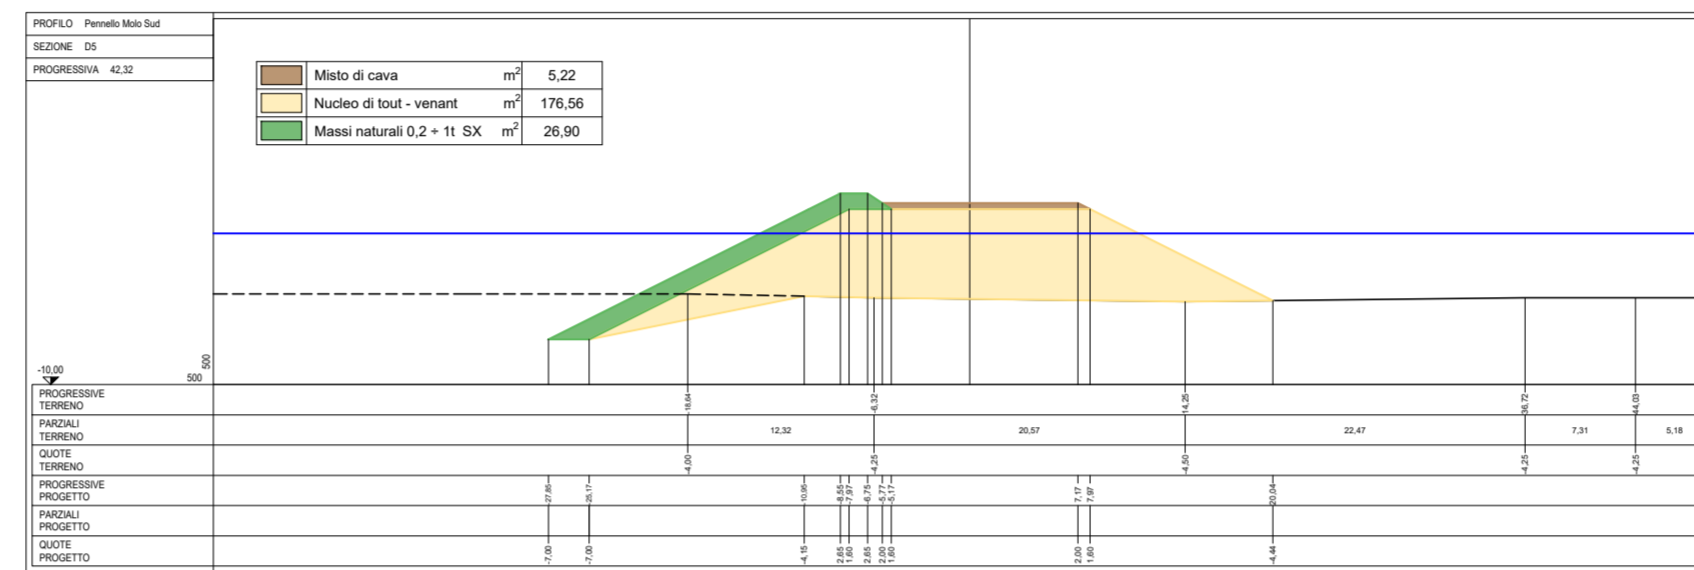 PROFILO Pennello Molo Sud
SEZIONE D5
PROGRESSIVA 42,32
Misto di cava m² 5,22
Nucleo di tout - venant m² 176,56
Massi naturali 0,2 ÷ 1t SX m² 26,90
-10,00
500
500
PROGRESSIVE
TERRENO
-18,64 -6,32 14,25 36,72 44,03
PARZIALI
TERRENO
12,32 20,57 22,47 7,31 5,18
QUOTE
TERRENO
-4,00 -4,25 -4,50 -4,25 -4,25
PROGRESSIVE
PROGETTO
-27,85 -25,17 -10,95 -8,55 -7,97 -6,75 -5,77 -5,17 7,17 7,97 20,04
PARZIALI
PROGETTO
QUOTE
PROGETTO
-7,00 -7,00 -4,15 2,65 1,60 2,65 2,00 1,60 2,00 1,60 -4,44